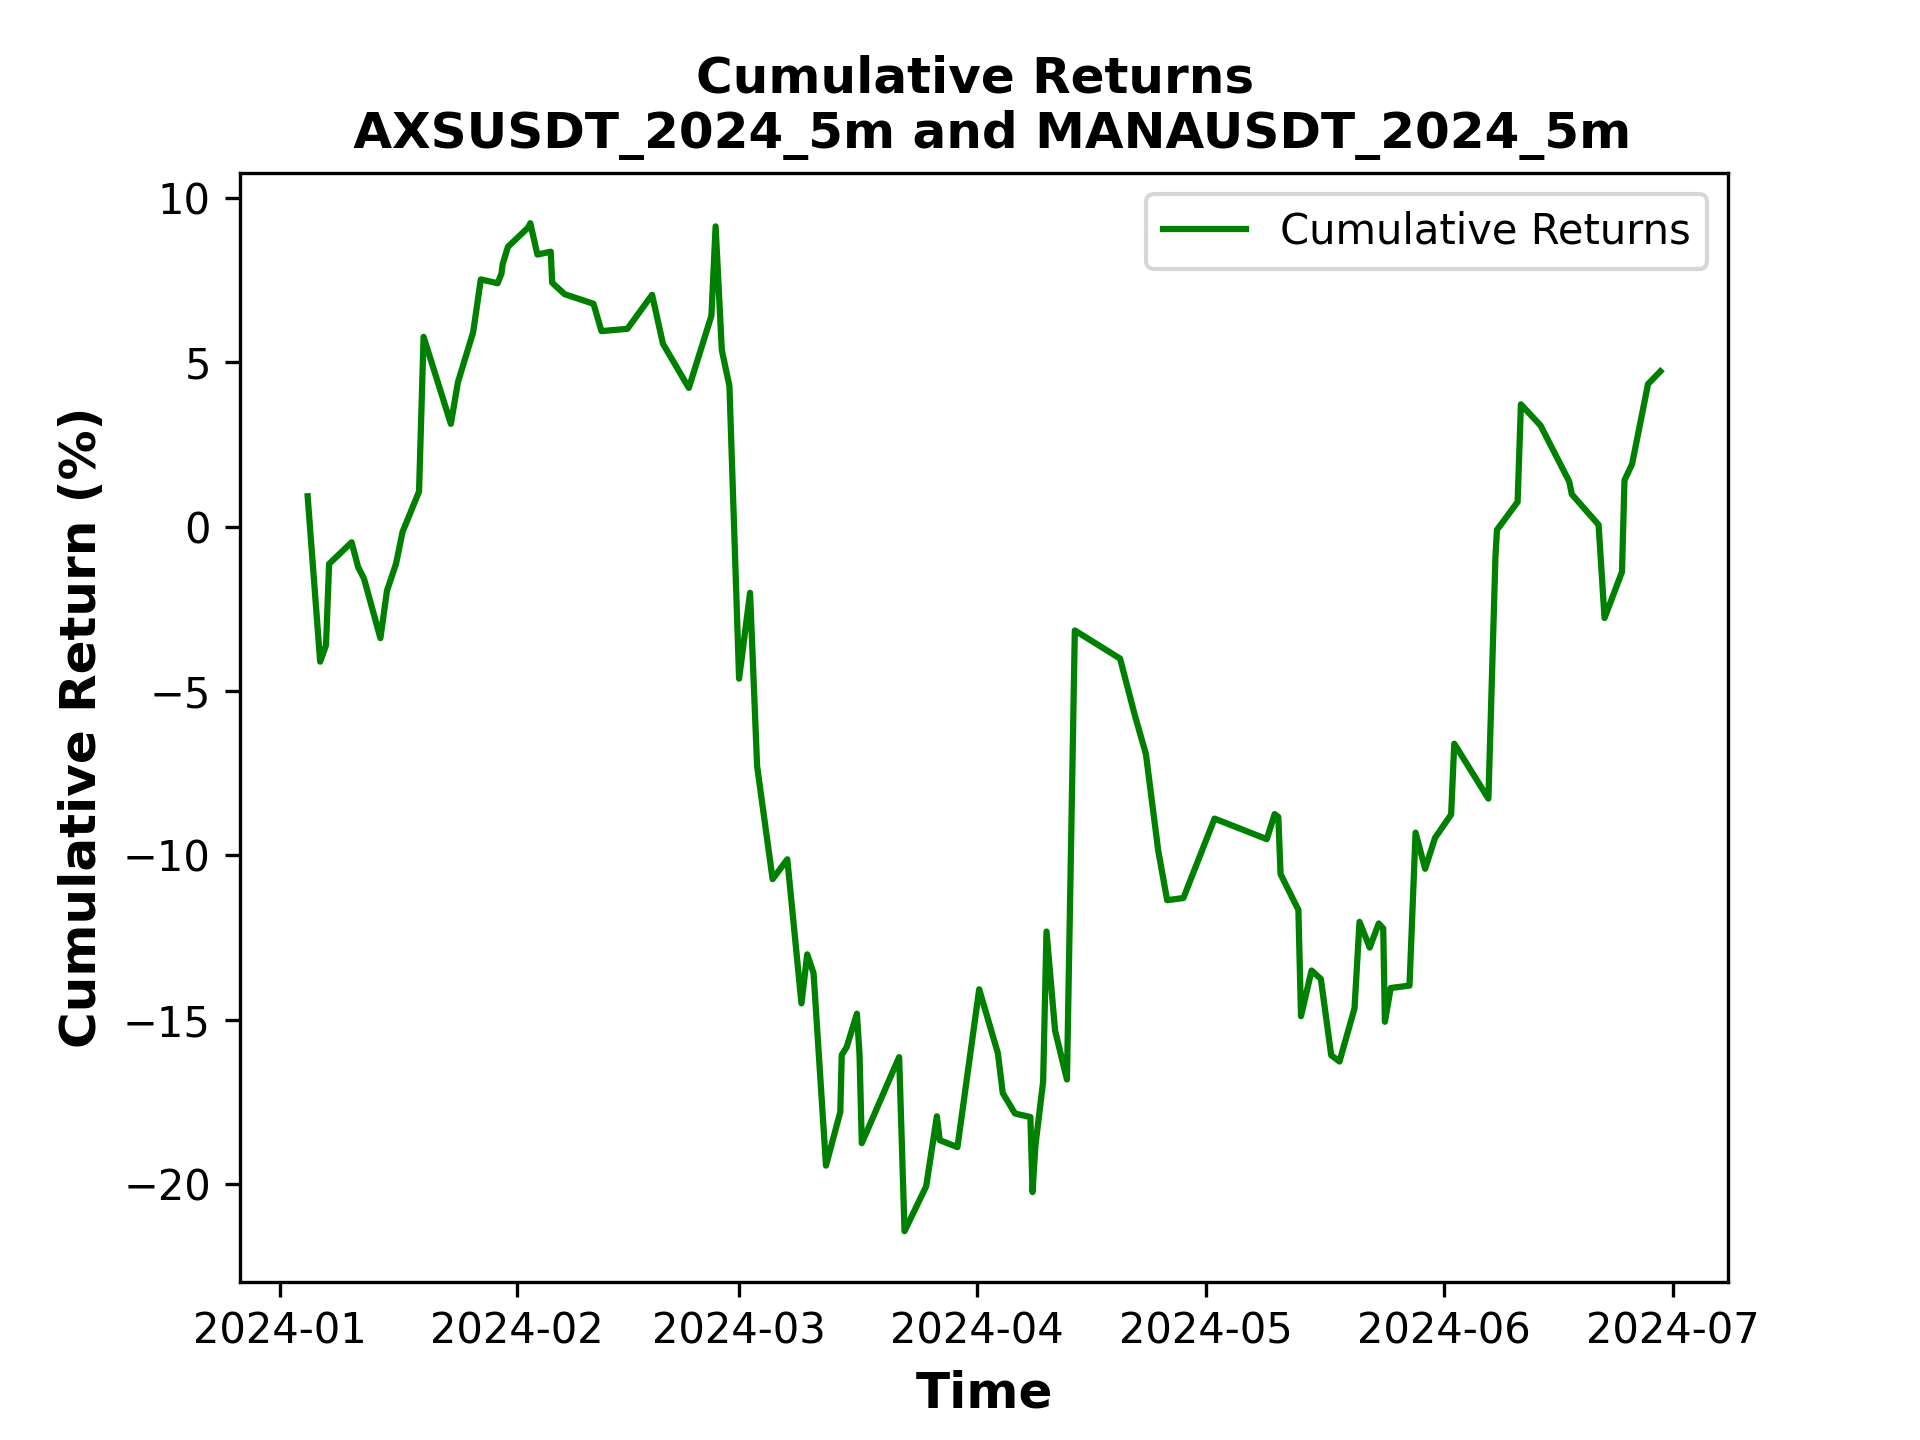 Cumulative Returns
AXSUSDT_2024_5m and MANAUSDT_2024_5m
Cumulative Returns
10
5
0
−5
−10
−15
−20
Cumulative Return (%)
2024-01 2024-02 2024-03 2024-04 2024-05 2024-06 2024-07
Time